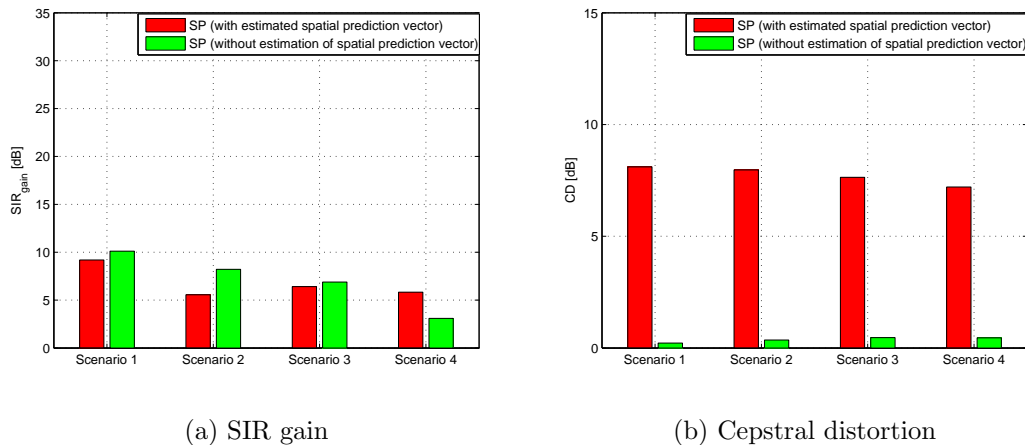 SP (with estimated spatial prediction vector)
SP (without estimation of spatial prediction vector)
35
30
25
20
15
10
5
0
SIRgain [dB]
Scenario 1 Scenario 2 Scenario 3 Scenario 4
(a) SIR gain
SP (with estimated spatial prediction vector)
SP (without estimation of spatial prediction vector)
15
10
5
0
CD [dB]
Scenario 1 Scenario 2 Scenario 3 Scenario 4
(b) Cepstral distortion